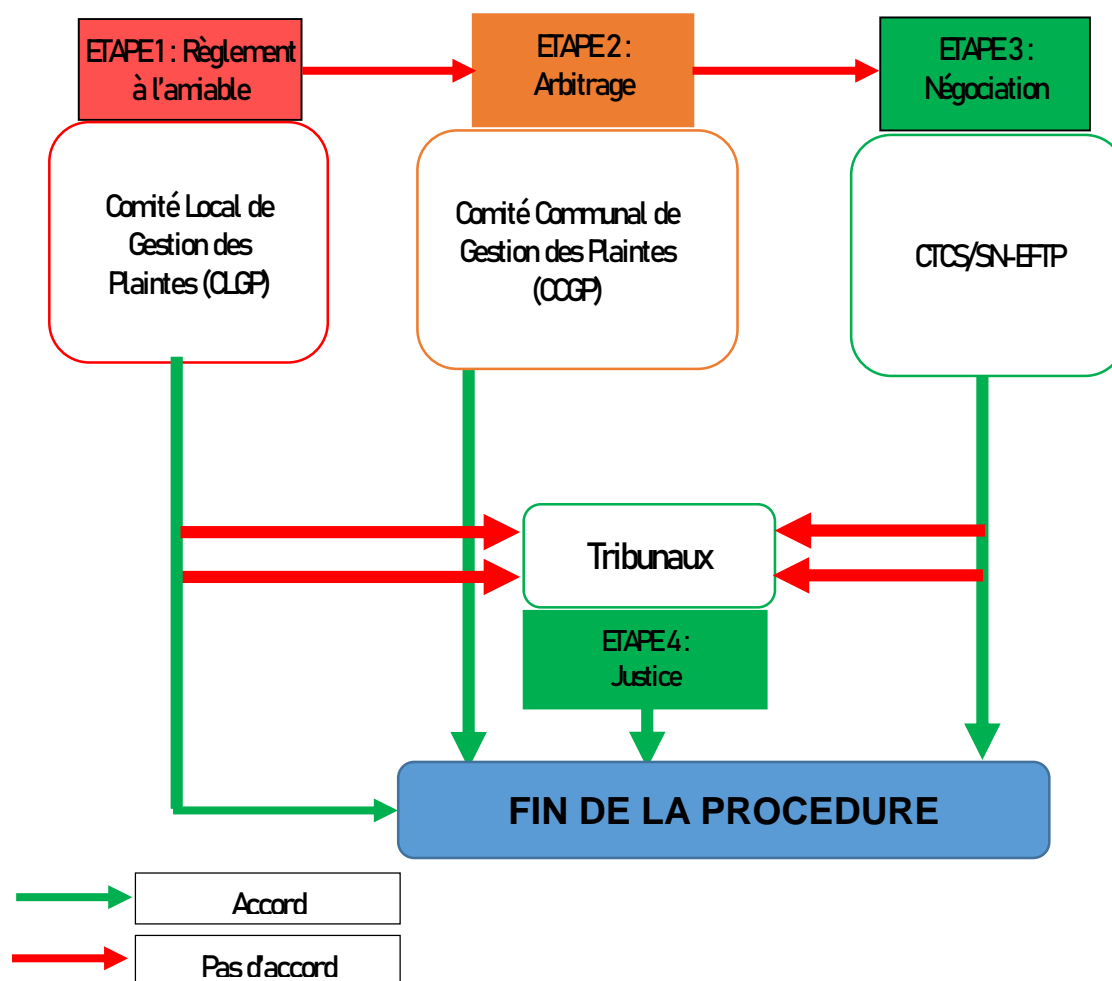 ETAPE 1 : Règlement
à l'amiable
ETAPE 2 :
Arbitrage
ETAPE 3 :
Négociation
Comité Local de
Gestion des
Plaintes (CLGP)
Comité Communal de
Gestion des Plaintes
(CCGP)
CTCS/SN-EFTP
Tribunaux
ETAPE 4 :
Justice
FIN DE LA PROCEDURE
Accord
Pas d'accord